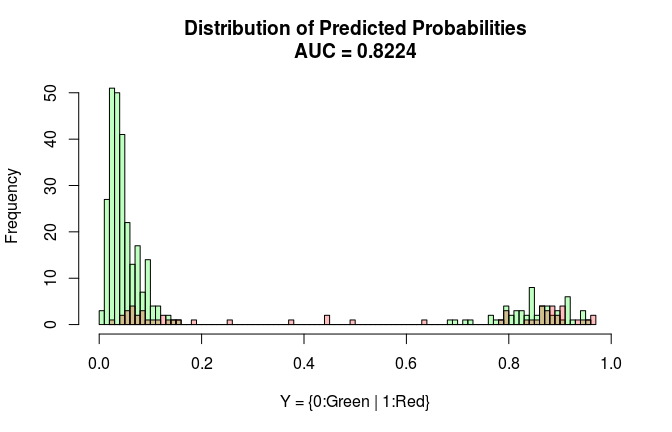 Distribution of Predicted Probabilities
AUC = 0.8224
Frequency
50
40
30
20
10
0
0.0 0.2 0.4 0.6 0.8 1.0
Y = {0:Green | 1:Red}